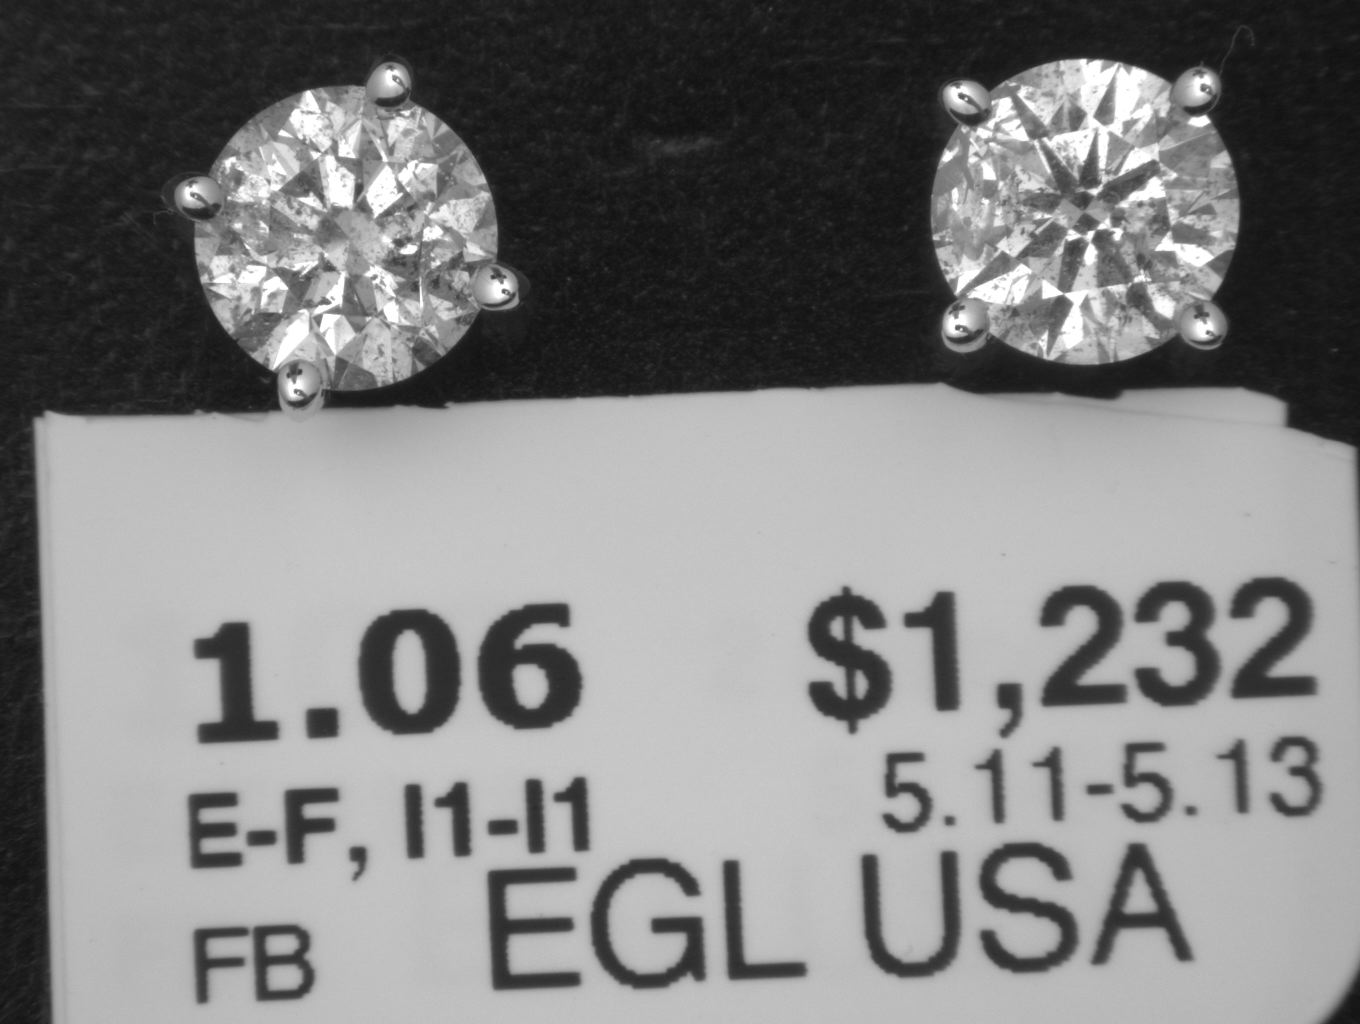 1.06 $1,232
5.11-5.13
E-F, I1-I1
EGL USA
FB